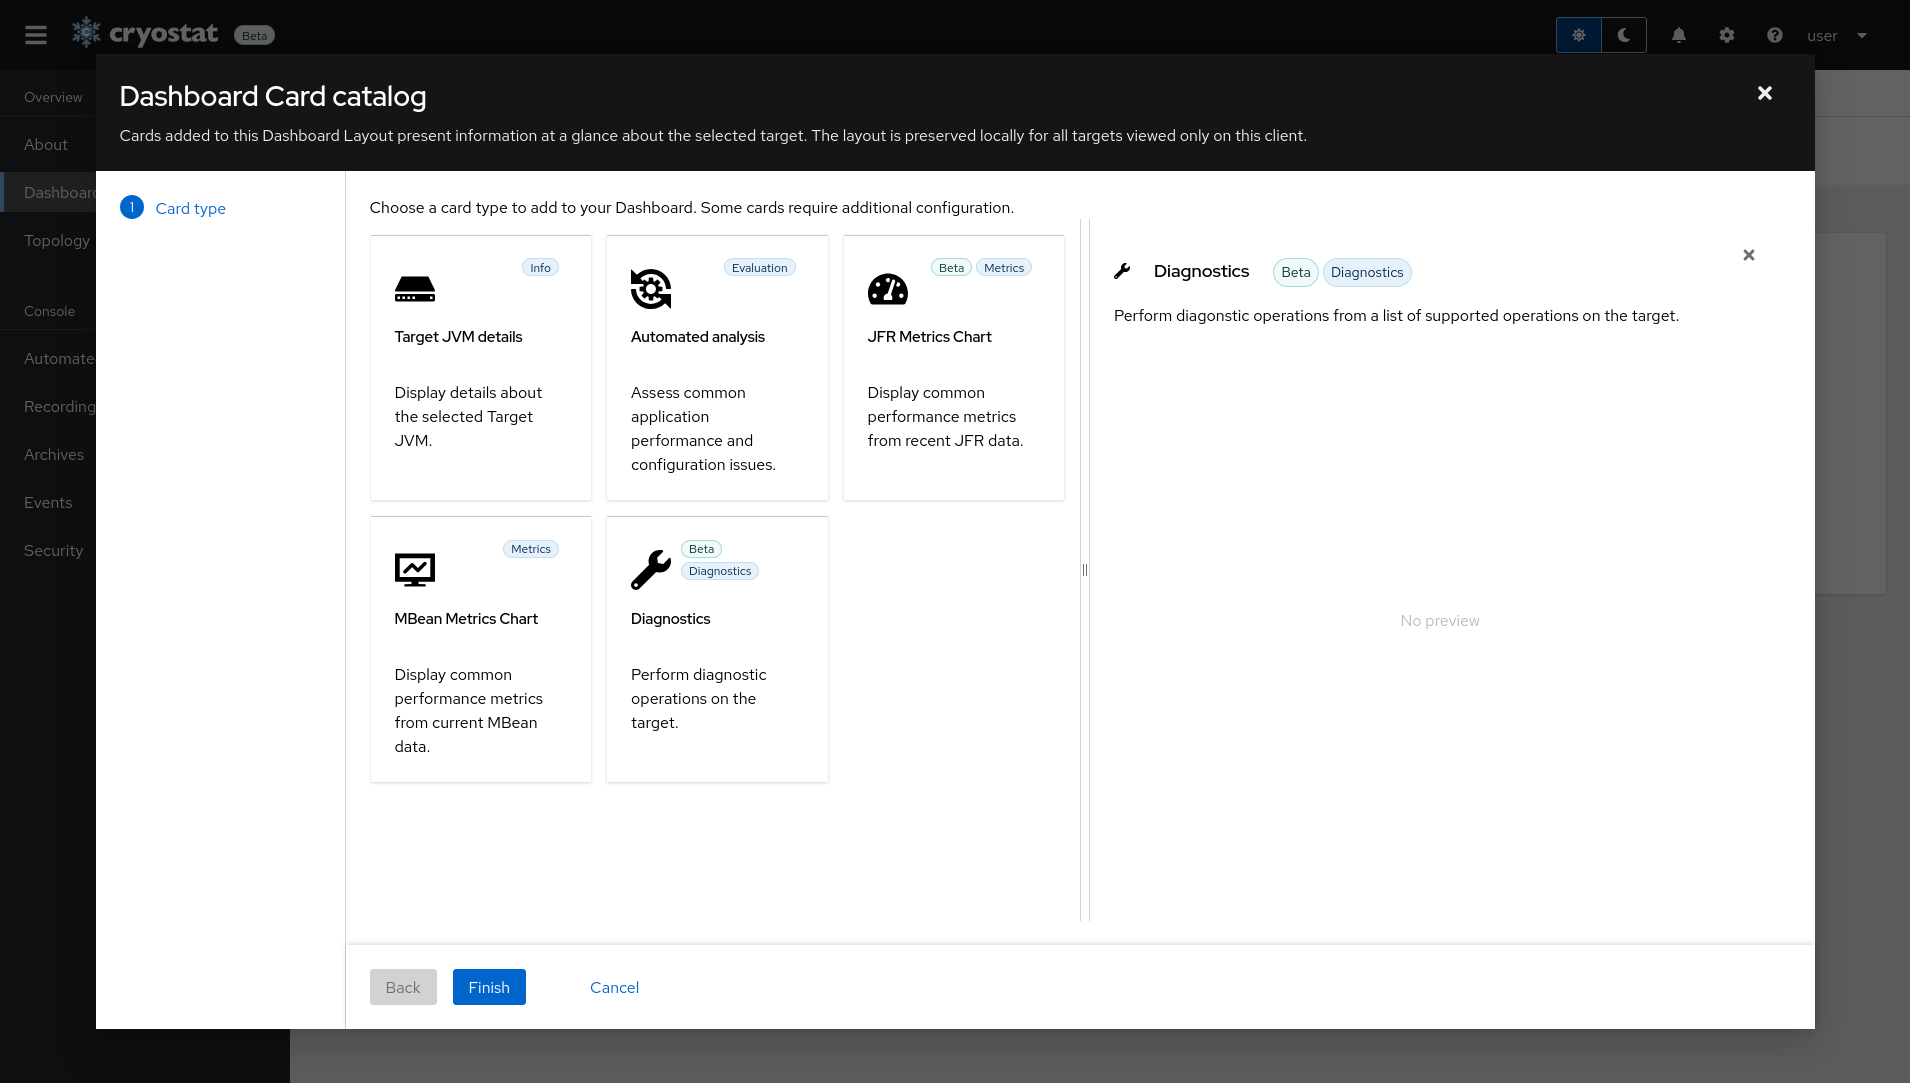 cryostat
Beta
user
Dashboard Card catalog
Cards added to this Dashboard Layout present information at a glance about the selected target. The layout is preserved locally for all targets viewed only on this client.
Overview
About
Dashboard
Topology
Console
Automate
Recording
Archives
Events
Security
1
Card type
Choose a card type to add to your Dashboard. Some cards require additional configuration.
Info
Target JVM details
Display details about
the selected Target
JVM.
Evaluation
Automated analysis
Assess common
application
performance and
configuration issues.
Beta
Metrics
JFR Metrics Chart
Display common
performance metrics
from recent JFR data.
Metrics
MBean Metrics Chart
Display common
performance metrics
from current MBean
data.
Beta
Diagnostics
Diagnostics
Perform diagnostic
operations on the
target.
Diagnostics
Beta
Diagnostics
Perform diagonstic operations from a list of supported operations on the target.
No preview
Back
Finish
Cancel